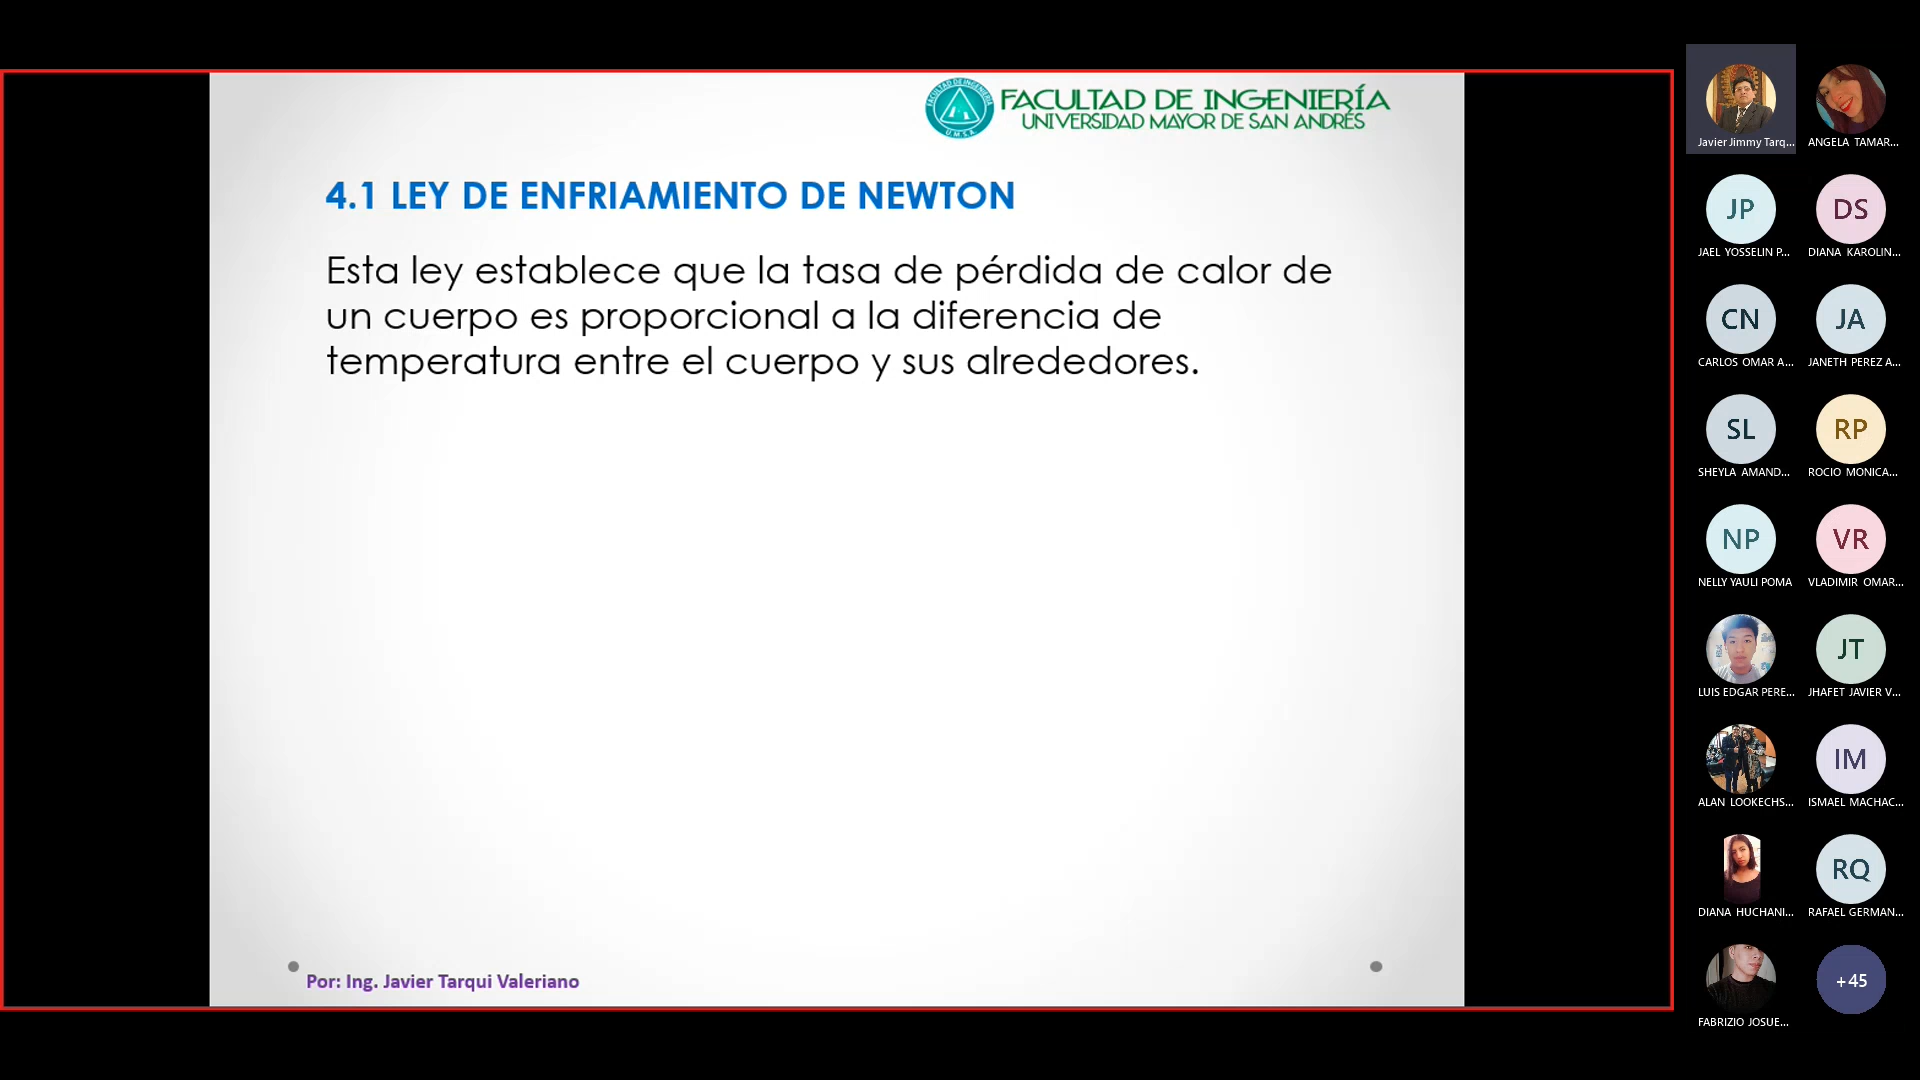 FACULTAD DE INGENIERÍA
UNIVERSIDAD MAYOR DE SAN ANDRÉS
FACULTAD DE INGENIERIA
U.M.S.A.
4.1 LEY DE ENFRIAMIENTO DE NEWTON
Esta ley establece que la tasa de pérdida de calor de
un cuerpo es proporcional a la diferencia de
temperatura entre el cuerpo y sus alrededores.
Por: Ing. Javier Tarqui Valeriano
Javier Jimmy Tarq...
ANGELA TAMAR...
JP
DS
JAEL YOSSELIN P...
DIANA KAROLIN...
CN
JA
CARLOS OMAR A...
JANETH PEREZ A...
SL
RP
SHEYLA AMAND...
ROCIO MONICA...
NP
VR
NELLY YAULI POMA
VLADIMIR OMAR...
JT
LUIS EDGAR PERE...
JHAFET JAVIER V...
IM
ALAN LOOKECHS...
ISMAEL MACHAC...
RQ
DIANA HUCHANI...
RAFAEL GERMAN...
+45
FABRIZIO JOSUE...